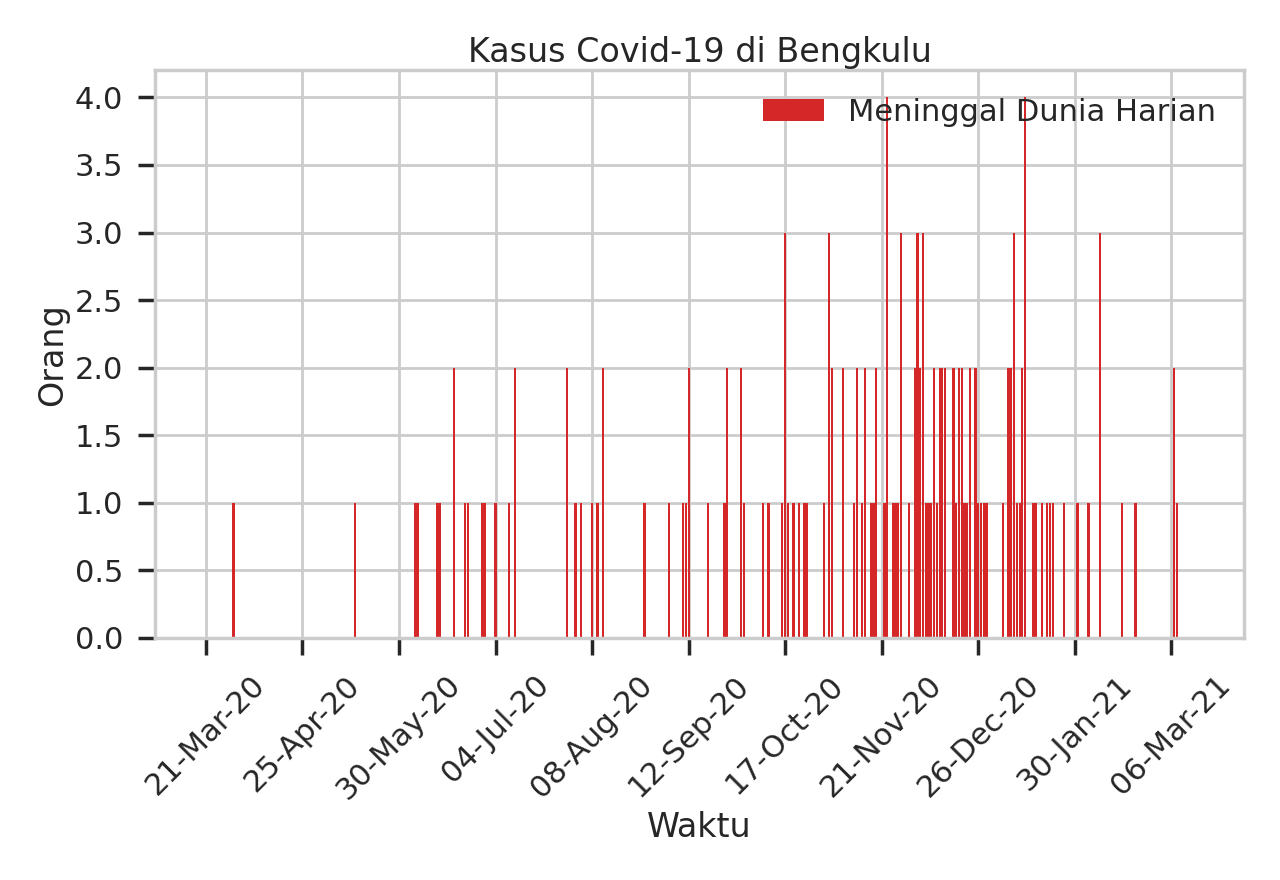 Kasus Covid-19 di Bengkulu
Meninggal Dunia Harian
Orang
4.0
3.5
3.0
2.5
2.0
1.5
1.0
0.5
0.0
21-Mar-20
25-Apr-20
30-May-20
04-Jul-20
08-Aug-20
12-Sep-20
17-Oct-20
21-Nov-20
26-Dec-20
30-Jan-21
06-Mar-21
Waktu